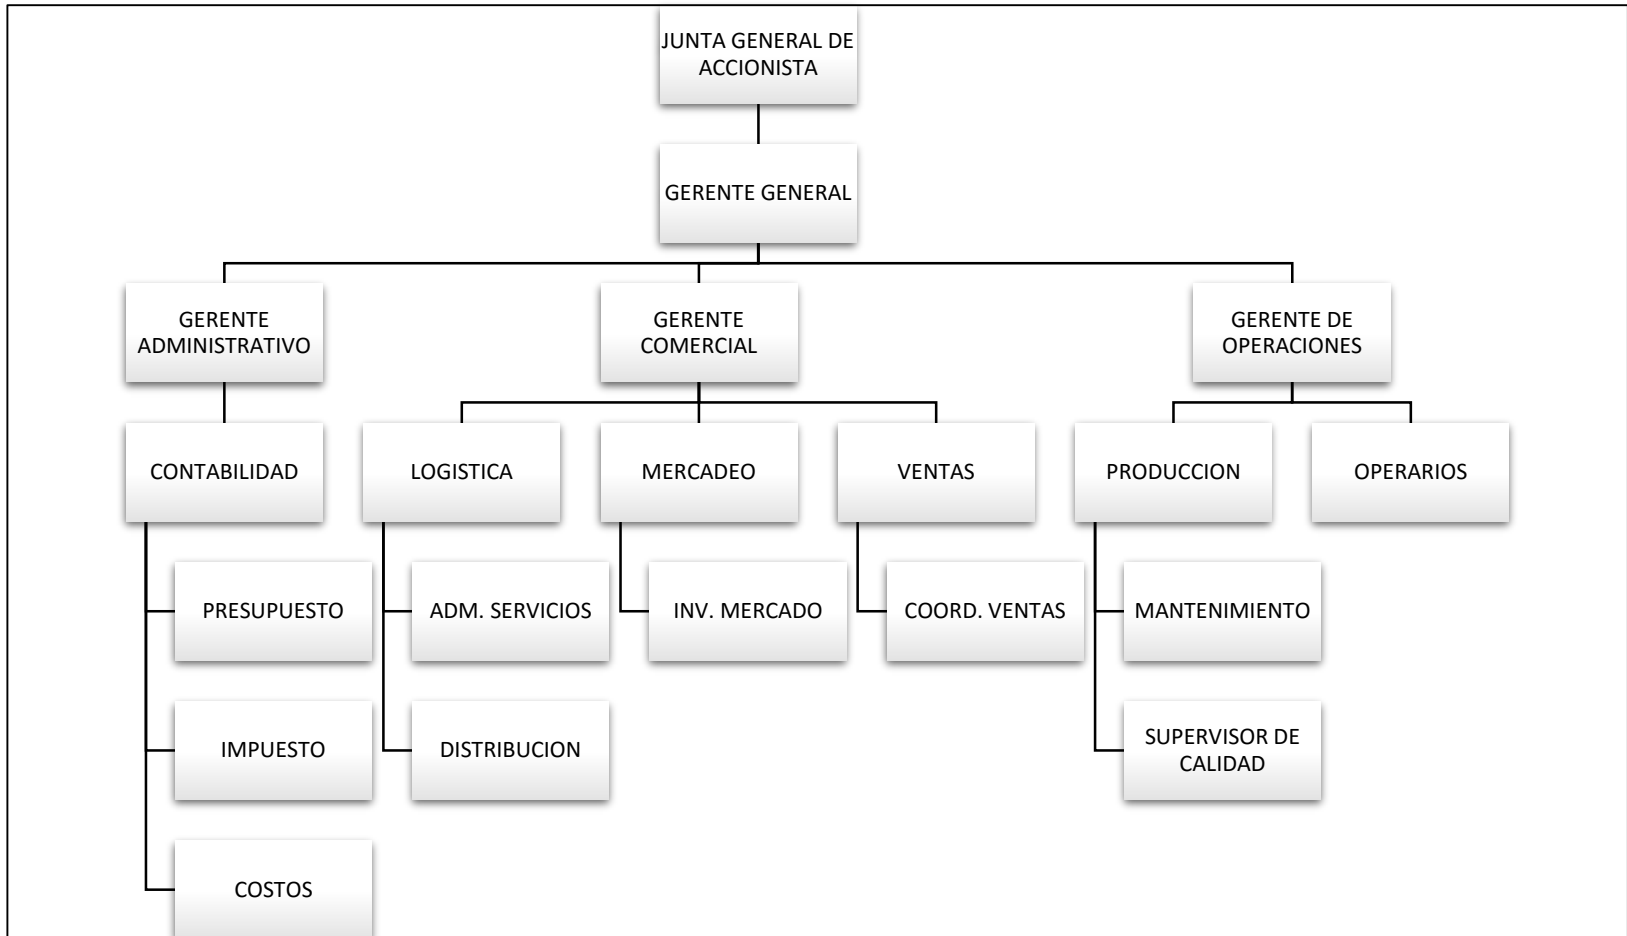 JUNTA GENERAL DE
ACCIONISTA
GERENTE GENERAL
GERENTE
ADMINISTRATIVO
GERENTE
COMERCIAL
GERENTE DE
OPERACIONES
CONTABILIDAD
LOGISTICA
MERCADEO
VENTAS
PRODUCCION
OPERARIOS
PRESUPUESTO
ADM. SERVICIOS
INV. MERCADO
COORD. VENTAS
MANTENIMIENTO
IMPUESTO
DISTRIBUCION
SUPERVISOR DE
CALIDAD
COSTOS